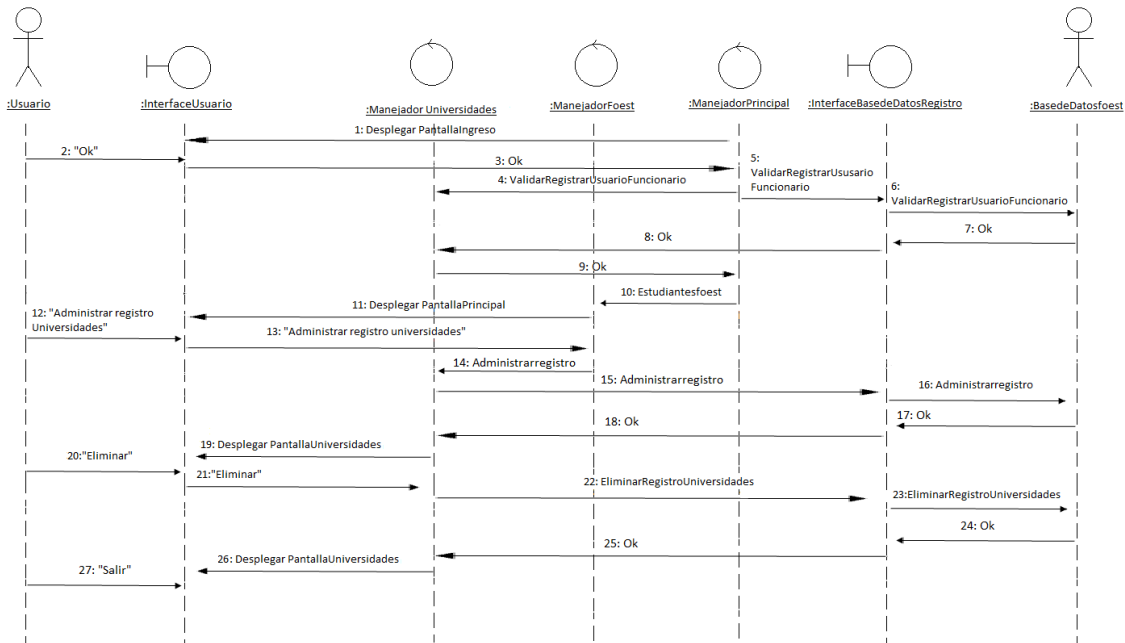 :Usuario
:InterfaceUsuario
:Manejador Universidades
:ManejadorFoest
:ManejadorPrincipal
:InterfaceBasedeDatosRegistro
:BasedeDatosfoest
1: Desplegar PantallaIngreso
2: "Ok"
3: Ok
4: ValidarRegistrarUsuarioFuncionario
5:
ValidarRegistrarUsusario
Funcionario
6:
ValidarRegistrarUsuarioFuncionario
7: Ok
8: Ok
9: Ok
10: Estudiantesfoest
11: Desplegar PantallaPrincipal
12: "Administrar registro
Universidades"
13: "Administrar registro universidades"
14: Administrarregistro
15: Administrarregistro
16: Administrarregistro
17: Ok
18: Ok
19: Desplegar PantallaUniversidades
20:"Eliminar"
21:"Eliminar"
22: EliminarRegistroUniversidades
23:EliminarRegistroUniversidades
24: Ok
25: Ok
26: Desplegar PantallaUniversidades
27: "Salir"